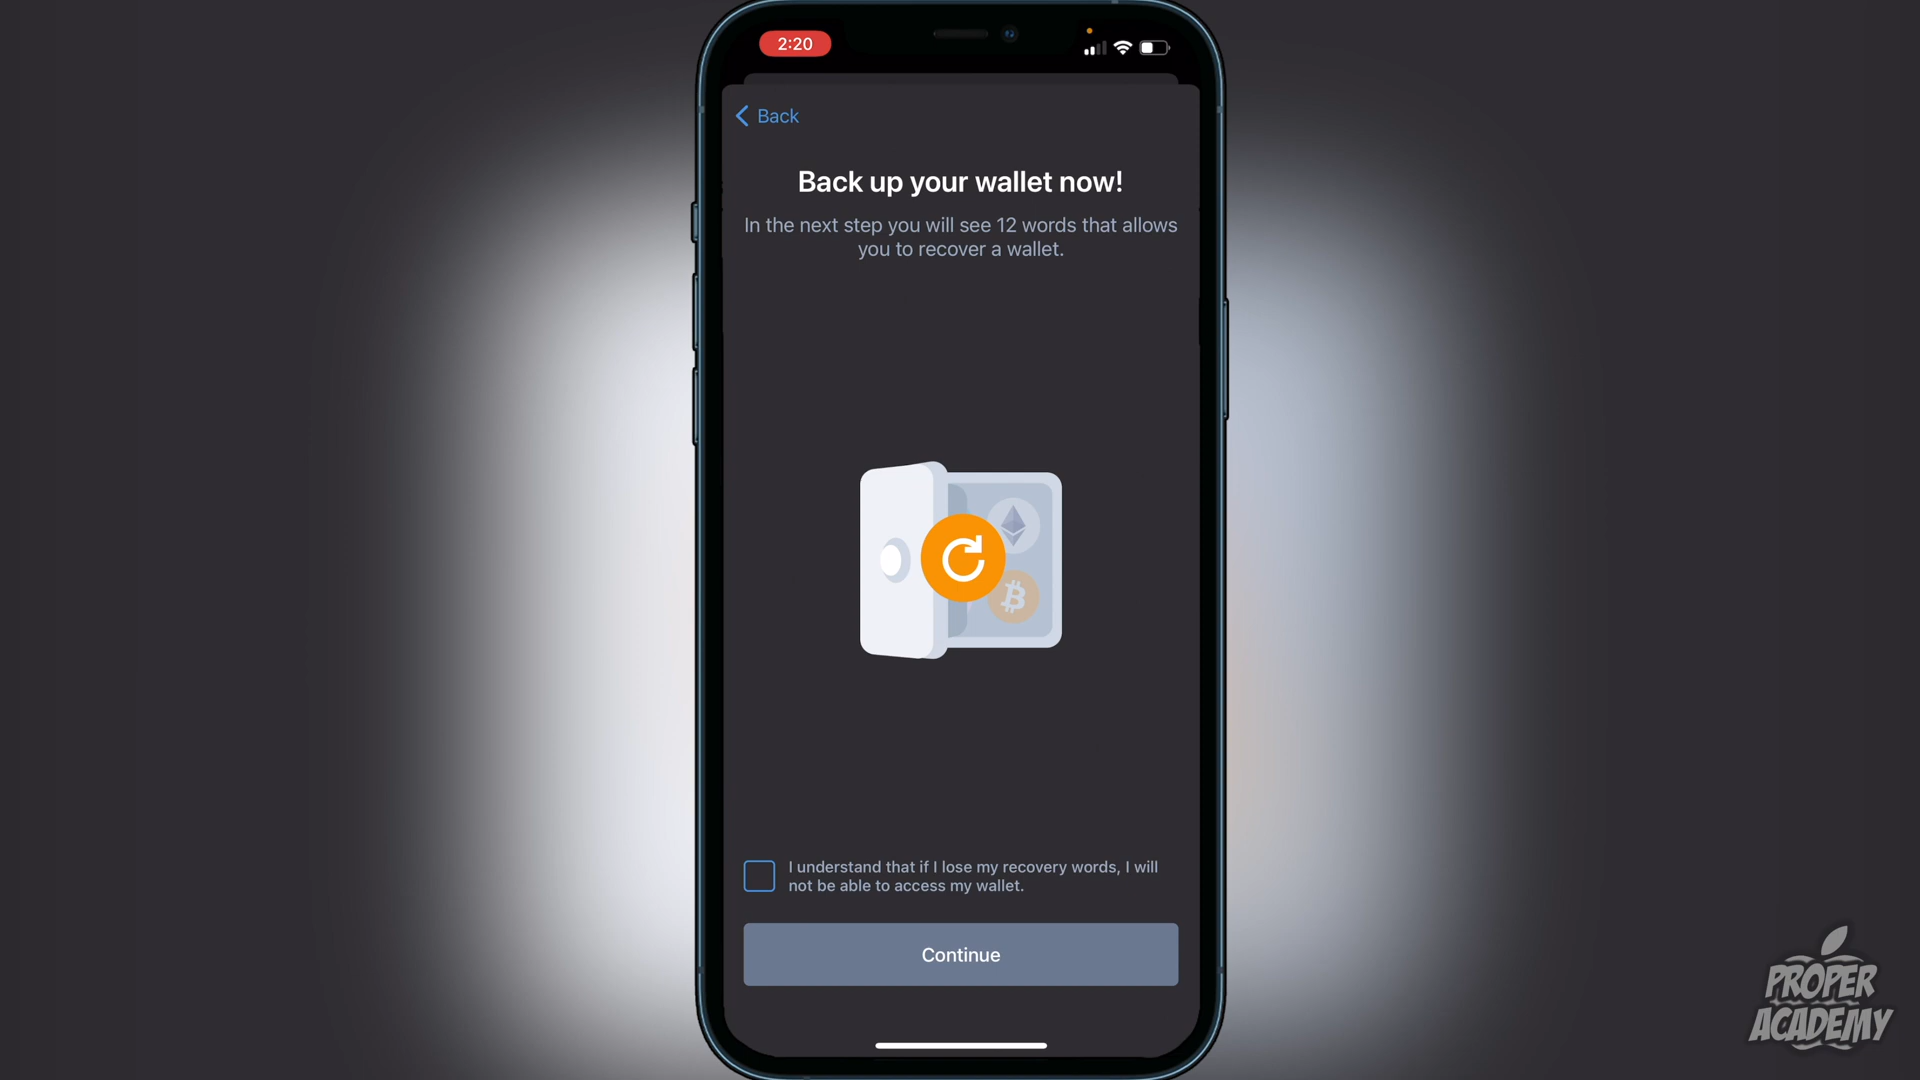 2:20
Back
Back up your wallet now!
In the next step you will see 12 words that allows
you to recover a wallet.
I understand that if I lose my recovery words, I will
not be able to access my wallet.
Continue
PROPER
ACADEMY